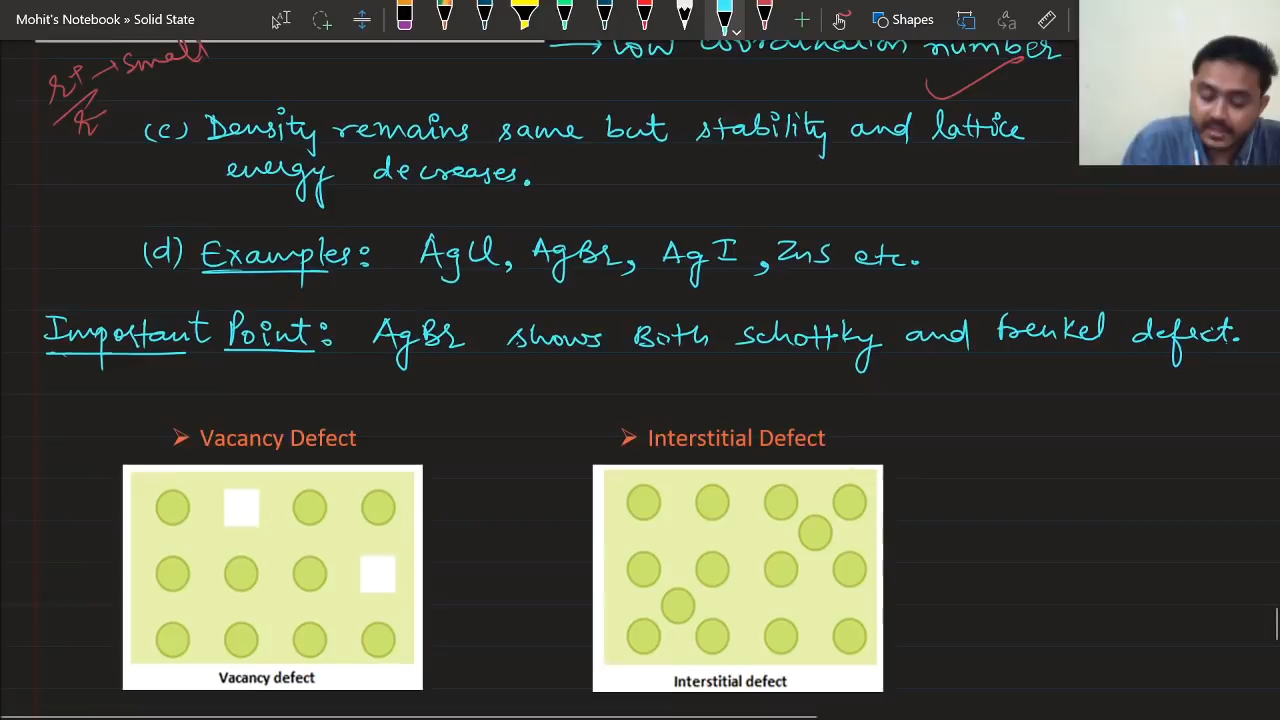 Mohit's Notebook » Solid State
Shapes
→ low coordination number
r+ → small
r-
(c) Density remains same but stability and lattice
energy decreases.
(d) Examples: AgCl, AgBr, AgI, ZnS etc.
Important Point: AgBr shows Both schottky and frenkel defect.
➢ Vacancy Defect
➢ Interstitial Defect
Vacancy defect
Interstitial defect